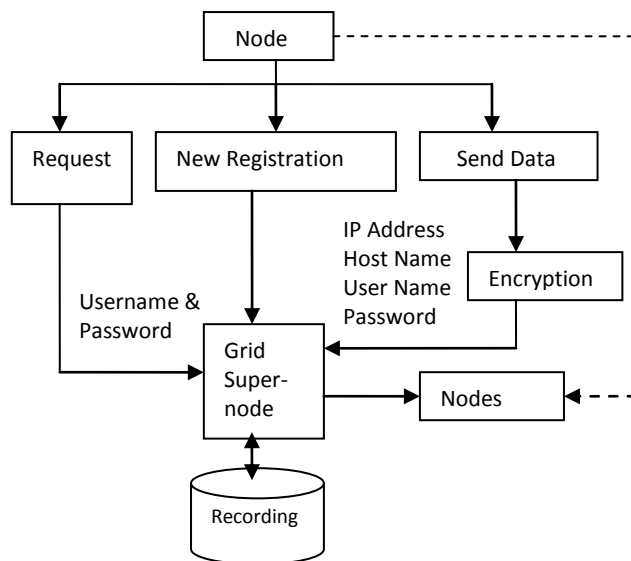 Node
Request
New Registration
Send Data
IP Address
Host Name
User Name
Password
Encryption
Username &
Password
Grid
Super-
node
Nodes
Recording